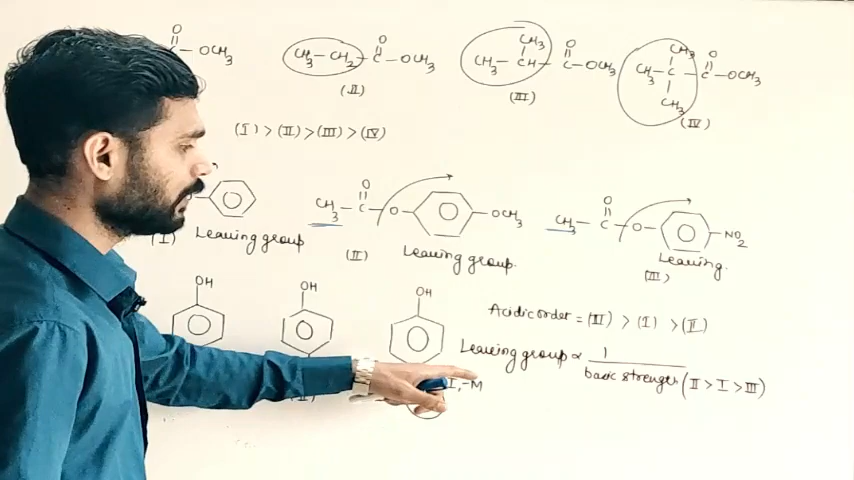 O
C – OCH3
CH3 – CH2 – C – OCH3
O
(II)
CH3
CH3 – CH – C – OCH3
O
(III)
CH3
CH3 – C – C – OCH3
O
CH3
(IV)
(I) > (II) > (III) > (IV)
(I) Leaving group
O
CH3 – C – O – OCH3
(II) Leaving group.
O
CH3 – C – O – NO2
Leaving.
(III)
OH
OH
OH
I, -M
Acidic order = (III) > (I) > (II)
Leaving group ∝ 1
basic strength (II > I > III)